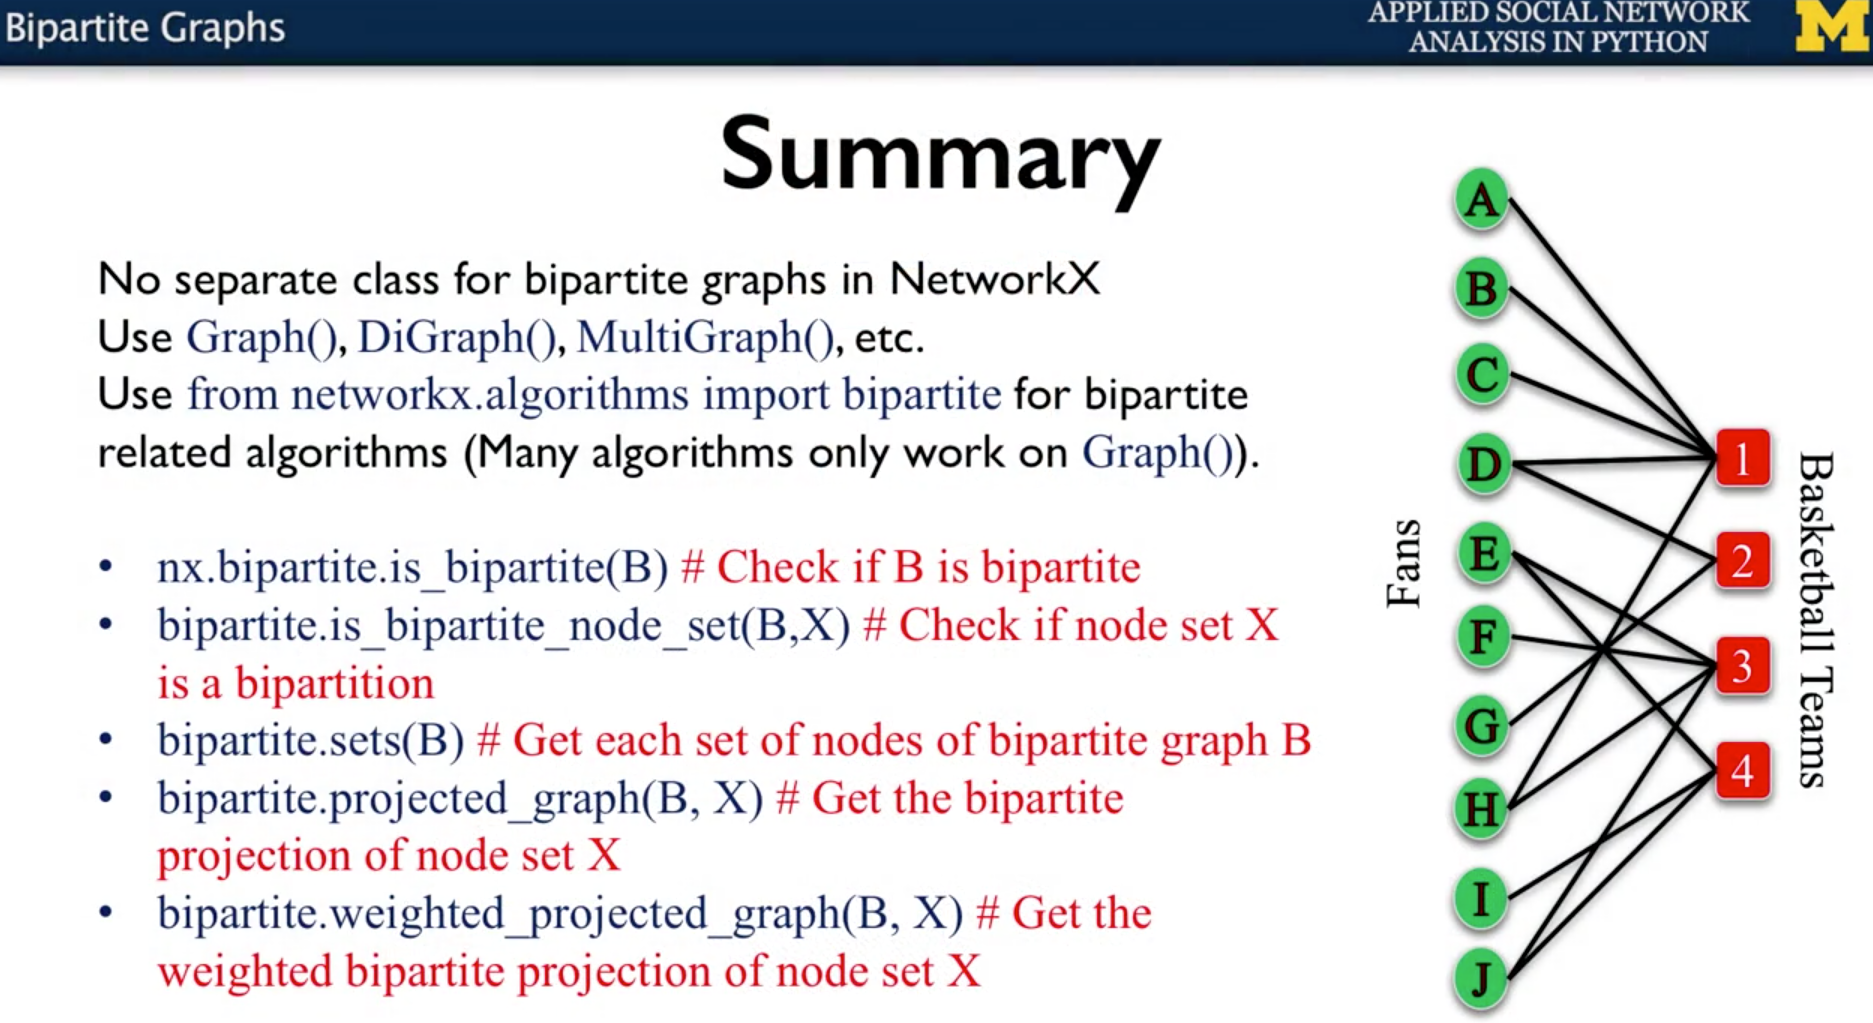 Bipartite Graphs
APPLIED SOCIAL NETWORK
ANALYSIS IN PYTHON
M
Summary
No separate class for bipartite graphs in NetworkX
Use Graph(), DiGraph(), MultiGraph(), etc.
Use from networkx.algorithms import bipartite for bipartite
related algorithms (Many algorithms only work on Graph()).
• nx.bipartite.is_bipartite(B) # Check if B is bipartite
• bipartite.is_bipartite_node_set(B,X) # Check if node set X
is a bipartition
• bipartite.sets(B) # Get each set of nodes of bipartite graph B
• bipartite.projected_graph(B, X) # Get the bipartite
projection of node set X
• bipartite.weighted_projected_graph(B, X) # Get the
weighted bipartite projection of node set X
Fans
A
B
C
D
E
F
G
H
I
J
1
2
3
4
Basketball Teams